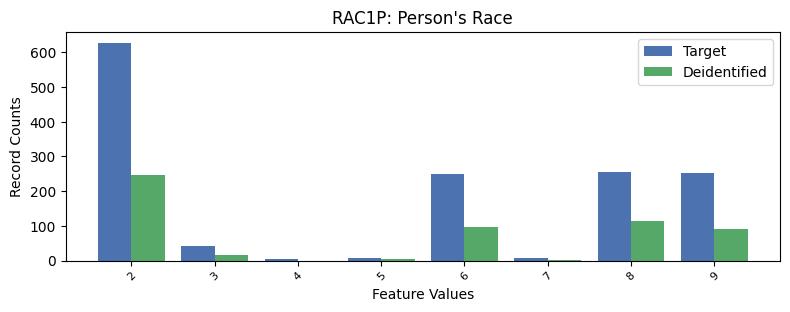 RAC1P: Person's Race
Target
Deidentified
Record Counts
600
500
400
300
200
100
0
2 3 4 5 6 7 8 9
Feature Values